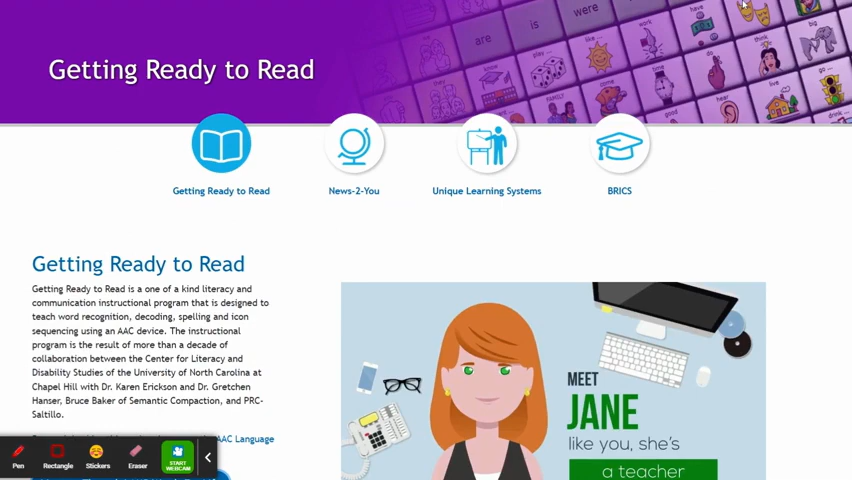 Getting Ready to Read
are
is
were
have
big
play
like
work
do
think
know
they
FAMILY
come
time
go
good
hear
live
drink
Getting Ready to Read
News-2-You
Unique Learning Systems
BRICS
Getting Ready to Read
Getting Ready to Read is a one of a kind literacy and
communication instructional program that is designed to
teach word recognition, decoding, spelling and icon
sequencing using an AAC device. The instructional
program is the result of more than a decade of
collaboration between the Center for Literacy and
Disability Studies of the University of North Carolina at
Chapel Hill with Dr. Karen Erickson and Dr. Gretchen
Hanser, Bruce Baker of Semantic Compaction, and PRC-
Saltillo.
AAC Language
MEET
JANE
like you, she's
a teacher
Pen
Rectangle
Stickers
Eraser
START
WEBCAM